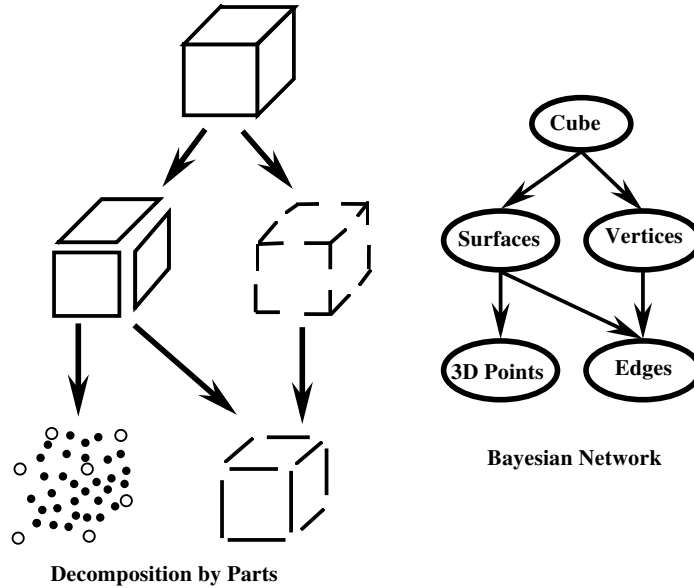 Cube
Surfaces
Vertices
3D Points
Edges
Bayesian Network
Decomposition by Parts